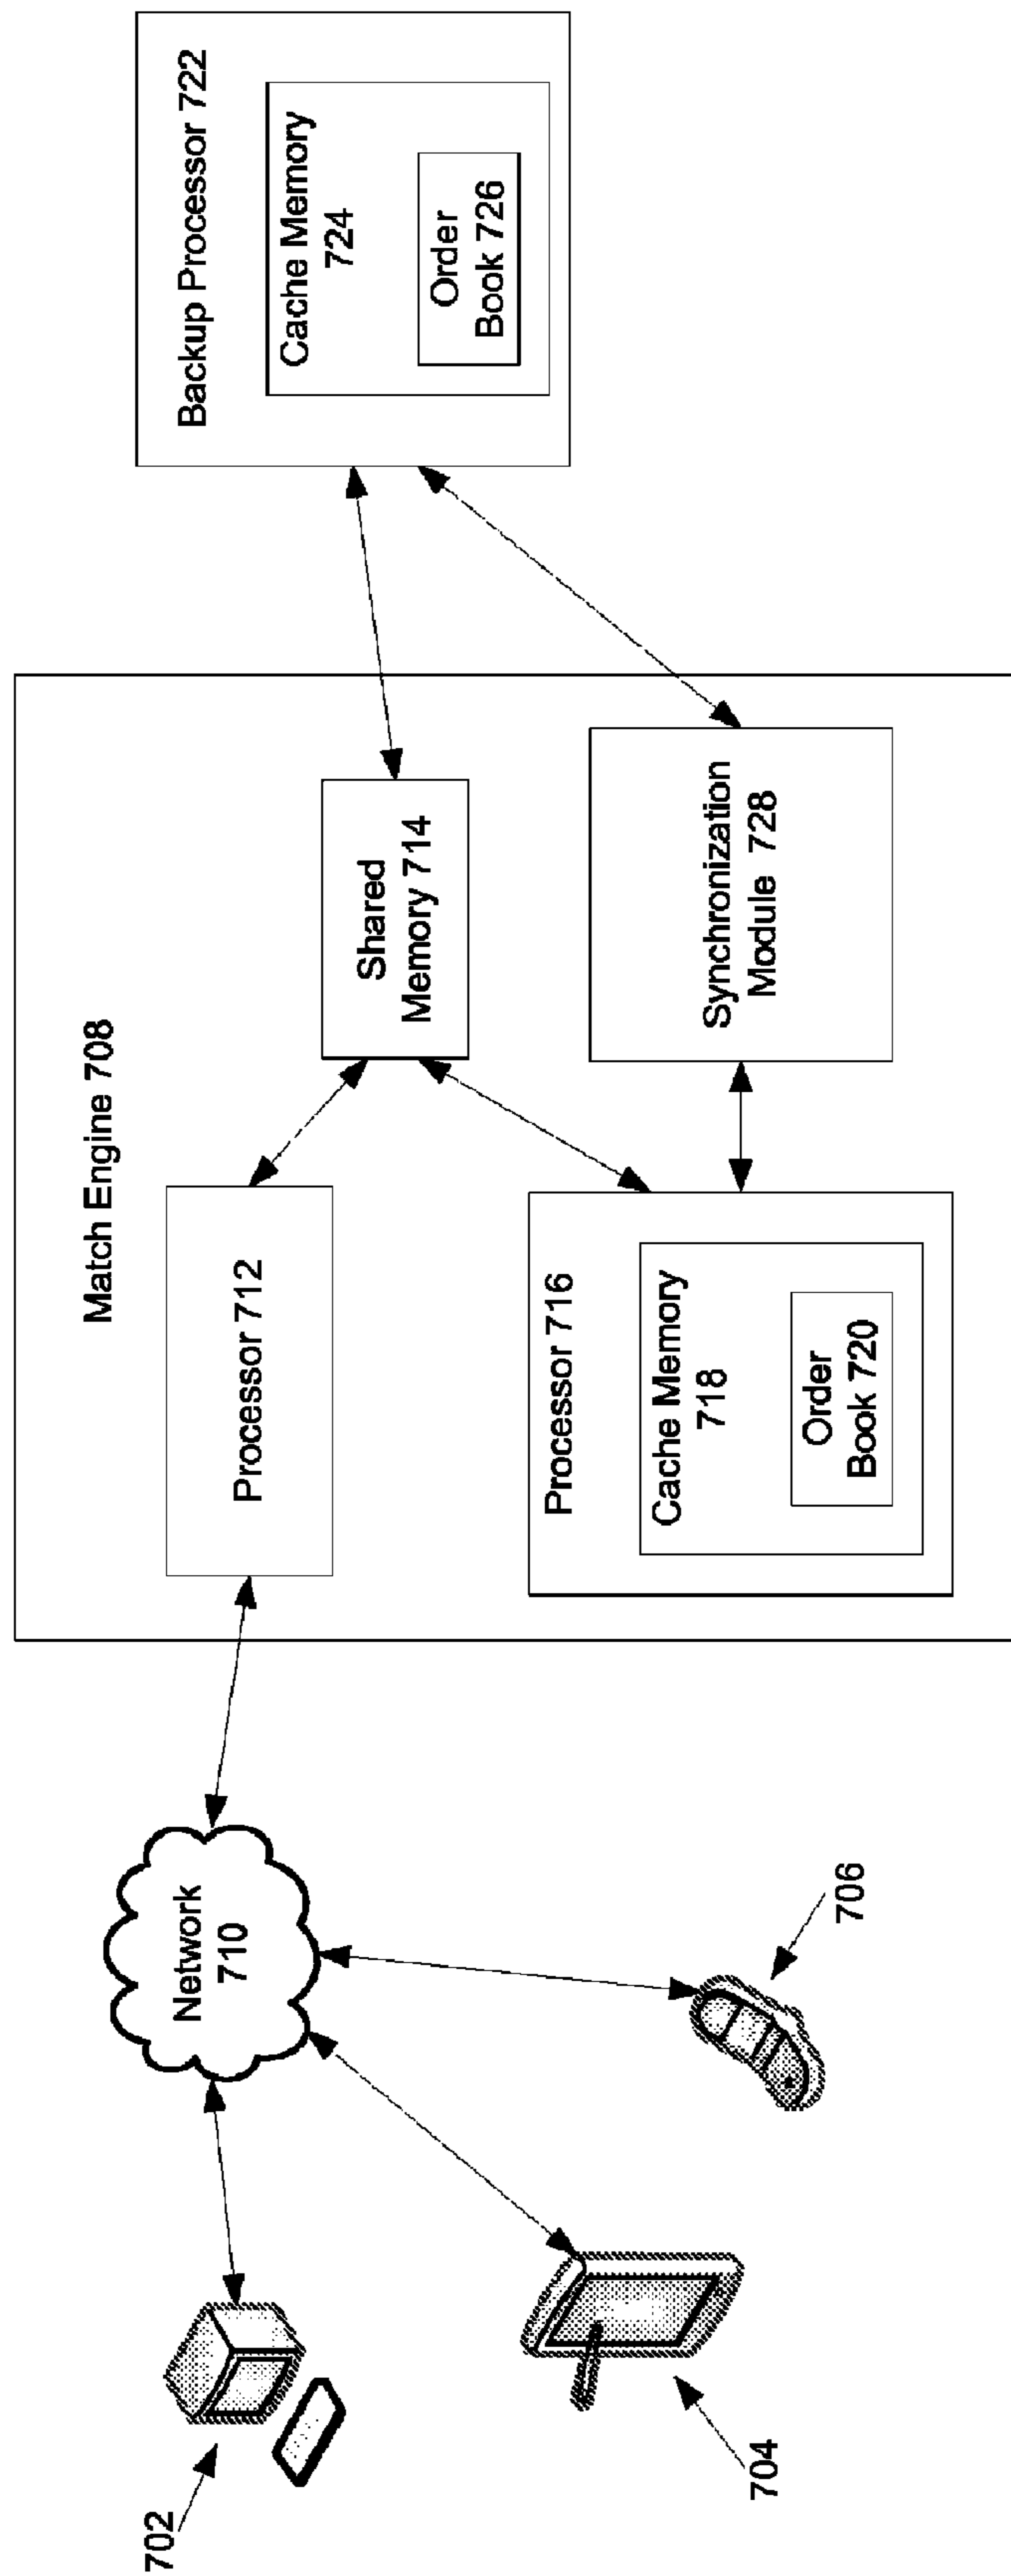 702
704
706
Network
710
Match Engine 708
Processor 712
Shared
Memory 714
Processor 716
Cache Memory
718
Order
Book 720
Synchronization
Module 728
Backup Processor 722
Cache Memory
724
Order
Book 726